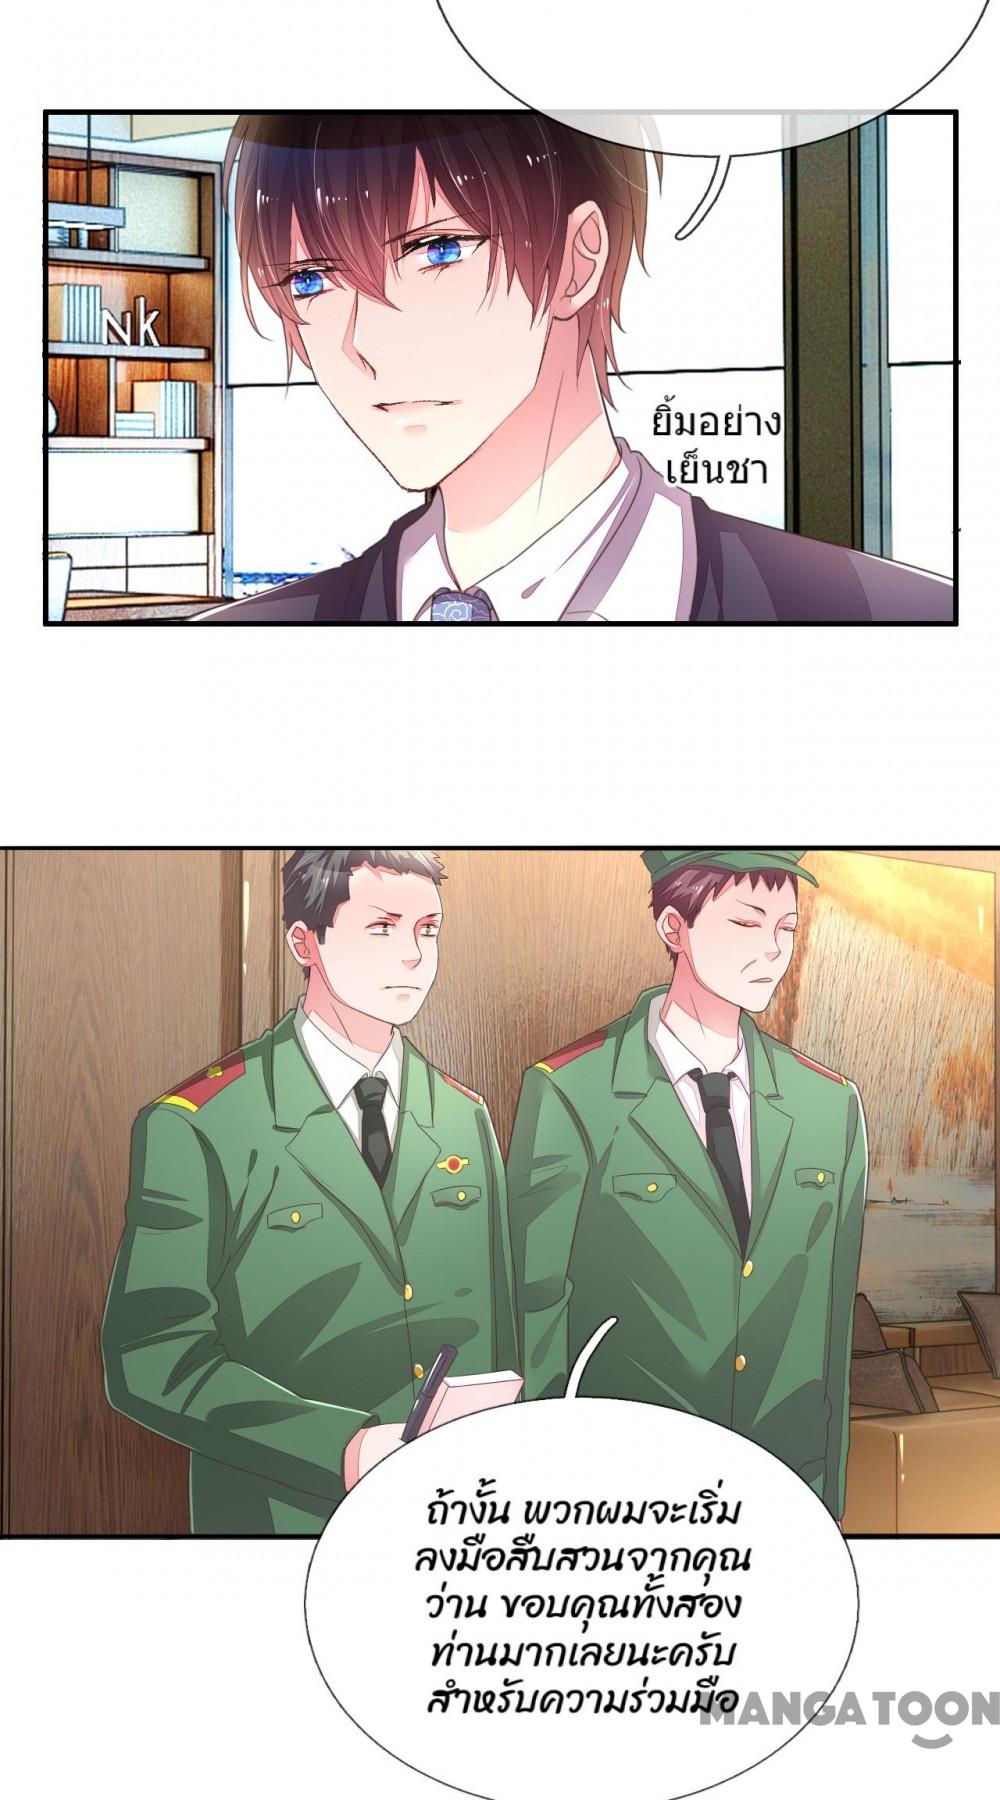 NK
ยิ้มอย่าง
เย็นชา
ถ้างั้น พวกผมจะเริ่ม
ลงมือสืบสวนจากคุณ
ว่าน ขอบคุณทั้งสอง
ท่านมากเลยนะครับ
สำหรับความร่วมมือ
MANGATOON